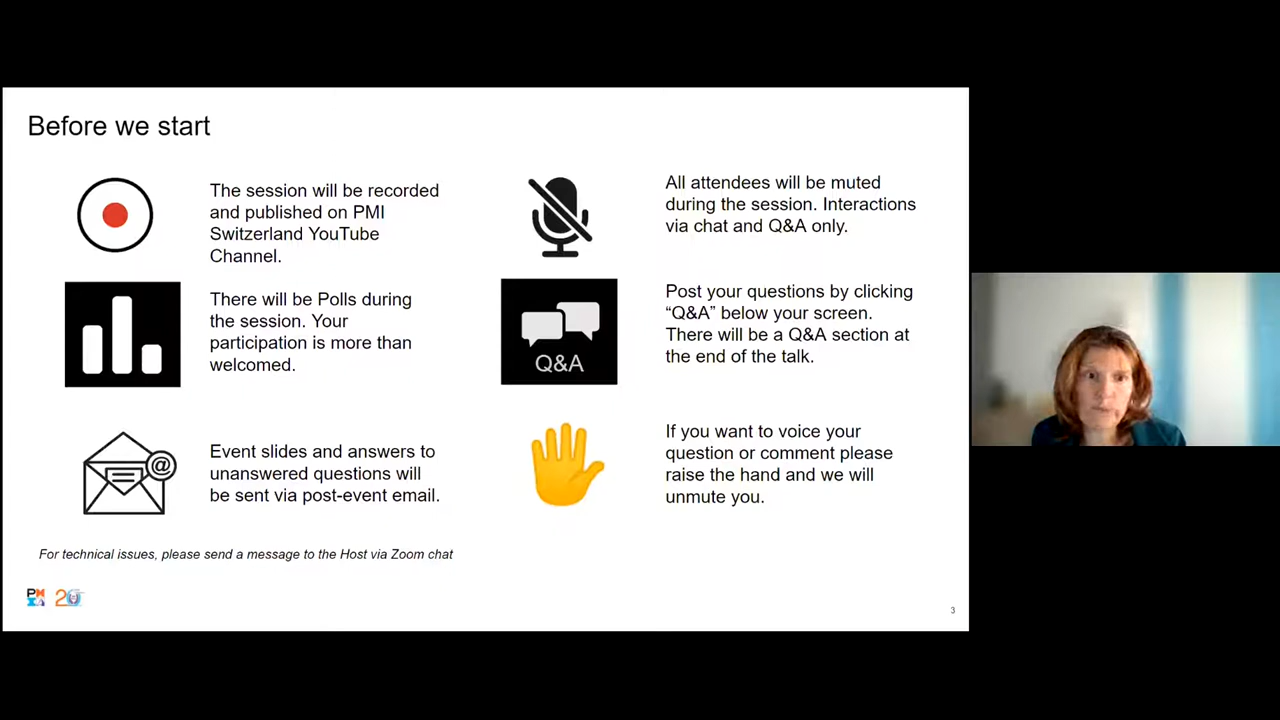 Before we start
The session will be recorded
and published on PMI
Switzerland YouTube
Channel.
All attendees will be muted
during the session. Interactions
via chat and Q&A only.
There will be Polls during
the session. Your
participation is more than
welcomed.
Q&A
Post your questions by clicking
“Q&A” below your screen.
There will be a Q&A section at
the end of the talk.
@
Event slides and answers to
unanswered questions will
be sent via post-event email.
If you want to voice your
question or comment please
raise the hand and we will
unmute you.
For technical issues, please send a message to the Host via Zoom chat
20
3